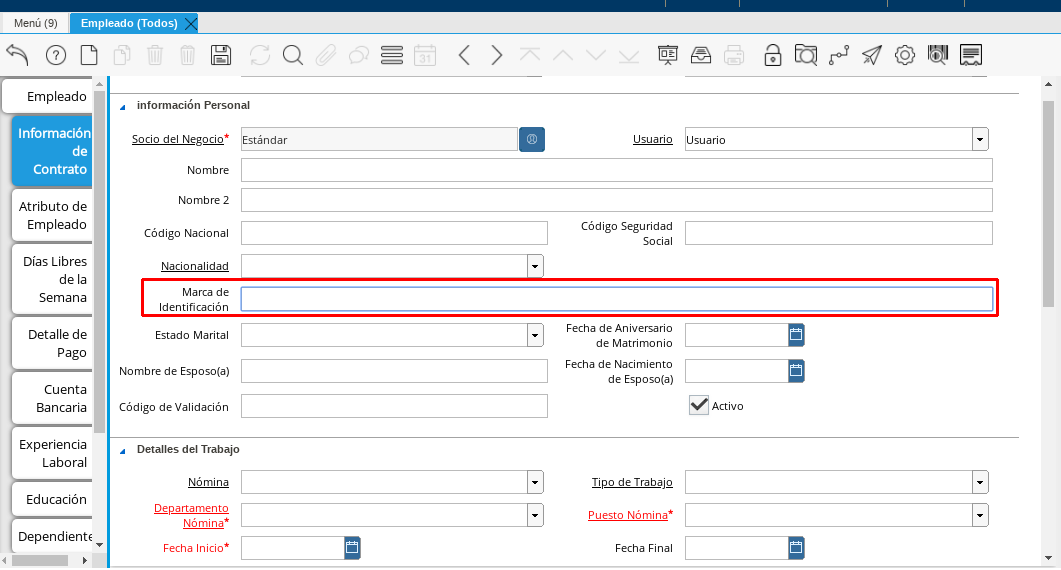 Menú (9)
Empleado (Todos)
31
Empleado
Información
de
Contrato
Atributo de
Empleado
Días Libres
de la
Semana
Detalle de
Pago
Cuenta
Bancaria
Experiencia
Laboral
Educación
Dependiente
información Personal
Socio del Negocio* Estándar Usuario Usuario
Nombre
Nombre 2
Código Nacional Código Seguridad
Social
Nacionalidad
Marca de
Identificación
Estado Marital Fecha de Aniversario
de Matrimonio
Nombre de Esposo(a) Fecha de Nacimiento
de Esposo(a)
Código de Validación Activo
Detalles del Trabajo
Nómina Tipo de Trabajo
Departamento
Nómina* Puesto Nómina*
Fecha Inicio* Fecha Final